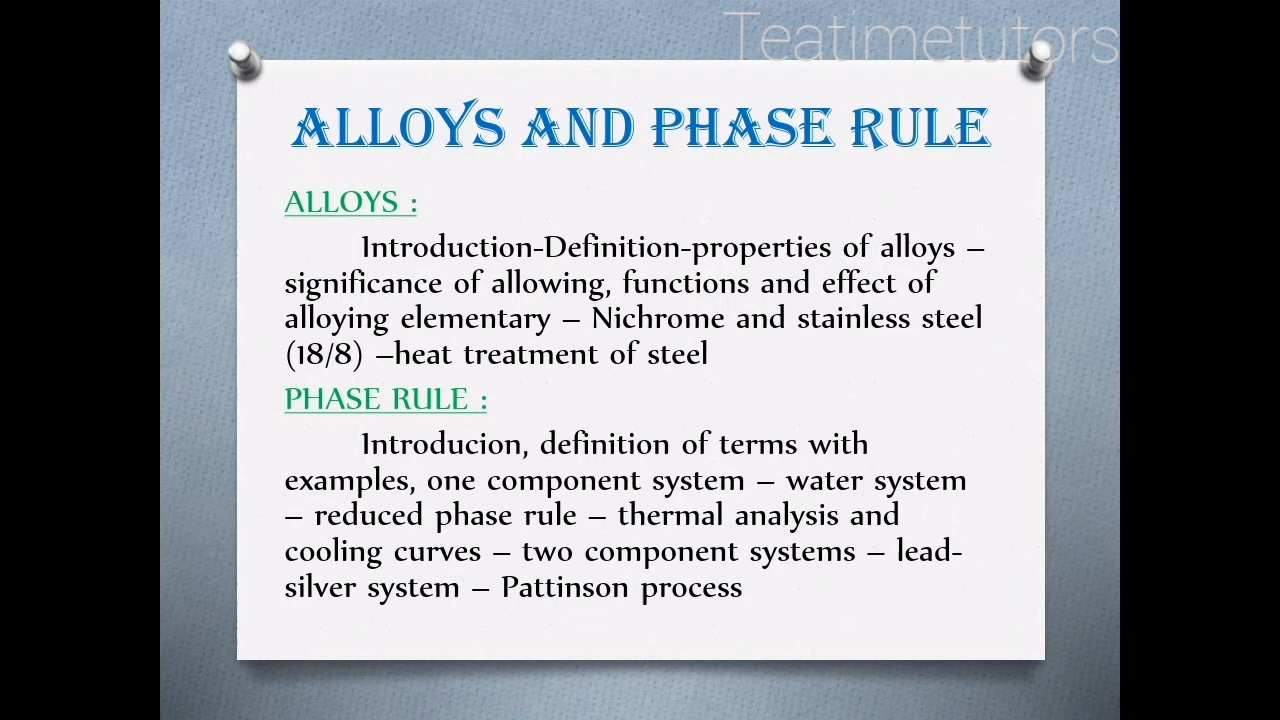 Teatimetutors
ALLOYS AND PHASE RULE
ALLOYS :
Introduction-Definition-properties of alloys –
significance of allowing, functions and effect of
alloying elementary – Nichrome and stainless steel
(18/8) –heat treatment of steel
PHASE RULE :
Introducion, definition of terms with
examples, one component system – water system
– reduced phase rule – thermal analysis and
cooling curves – two component systems – lead-
silver system – Pattinson process